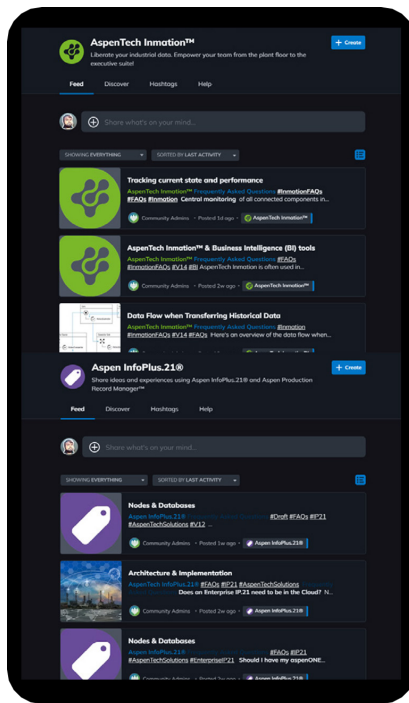 AspenTech Inmation™
Liberate your industrial data. Empower your team from the plant floor to the
executive suite!
+ Create
Feed Discover Hashtags Help
Share what's on your mind...
SHOWING EVERYTHING SORTED BY LAST ACTIVITY
Tracking current state and performance
AspenTech Inmation™ Frequently Asked Questions #InmationFAQs
#FAQs #Inmation Central monitoring of all connected components in...
Community Admins • Posted 1d ago • AspenTech Inmation™
AspenTech Inmation™ & Business Intelligence (BI) tools
AspenTech Inmation™ Frequently Asked Questions #FAQs
#InmationFAQs #V14 #BI AspenTech Inmation is often used in...
Community Admins • Posted 2w ago • AspenTech Inmation™
Data Flow when Transferring Historical Data
AspenTech Inmation™ Frequently Asked Questions #Inmation
#InmationFAQs #V14 #FAQs Here's an overview of the data flow when...
Aspen InfoPlus.21®
Share ideas and experiences using Aspen InfoPlus.21® and Aspen Production
Record Manager™
+ Create
Feed Discover Hashtags Help
Share what's on your mind...
SHOWING EVERYTHING SORTED BY LAST ACTIVITY
Nodes & Databases
Aspen InfoPlus.21® #Draft #FAQs #IP21
#AspenTechSolutions #V12 ...
Community Admins • Posted 1w ago • Aspen InfoPlus.21®
Architecture & Implementation
AspenTech InfoPlus.21® #FAQs #IP21 #AspenTechSolutions
Does an Enterprise IP.21 need to be in the Cloud? N...
Community Admins • Posted 2w ago • Aspen InfoPlus.21®
Nodes & Databases
Aspen InfoPlus.21® #FAQs #IP21
#AspenTechSolutions #EnterpriseIP21 Should I have my aspenONE...